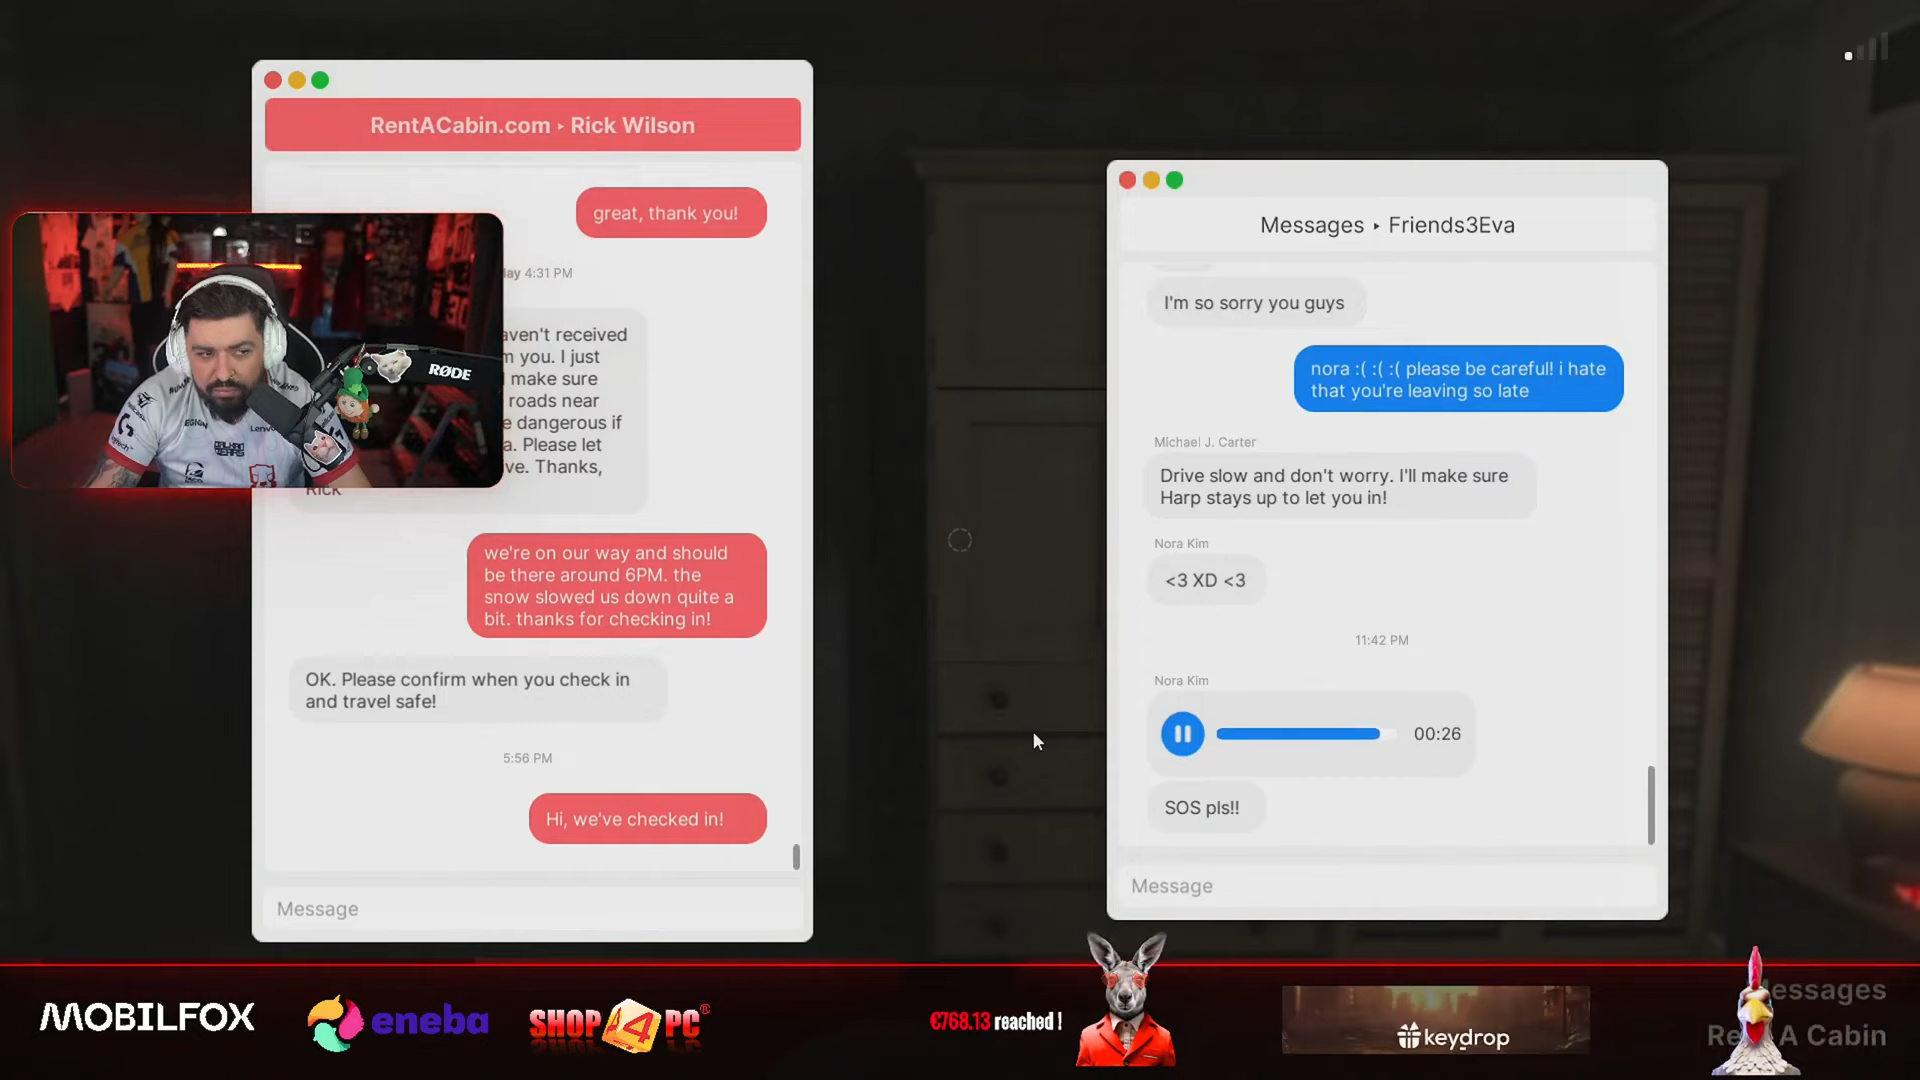 RentACabin.com ▸ Rick Wilson
great, thank you!
4:31 PM
haven't received
you. I just
make sure
roads near
dangerous if
Please let
Thanks,
Rick
we're on our way and should
be there around 6PM. the
snow slowed us down quite a
bit. thanks for checking in!
OK. Please confirm when you check in
and travel safe!
5:56 PM
Hi, we've checked in!
Message
RØDE
Messages ▸ Friends3Eva
I'm so sorry you guys
nora :( :( :( please be careful! i hate
that you're leaving so late
Michael J. Carter
Drive slow and don't worry. I'll make sure
Harp stays up to let you in!
Nora Kim
<3 XD <3
11:42 PM
Nora Kim
00:26
SOS pls!!
Message
MOBILFOX
eneba
SHOP 4 PC®
€768.13 reached !
keydrop
Messages
Rent A Cabin